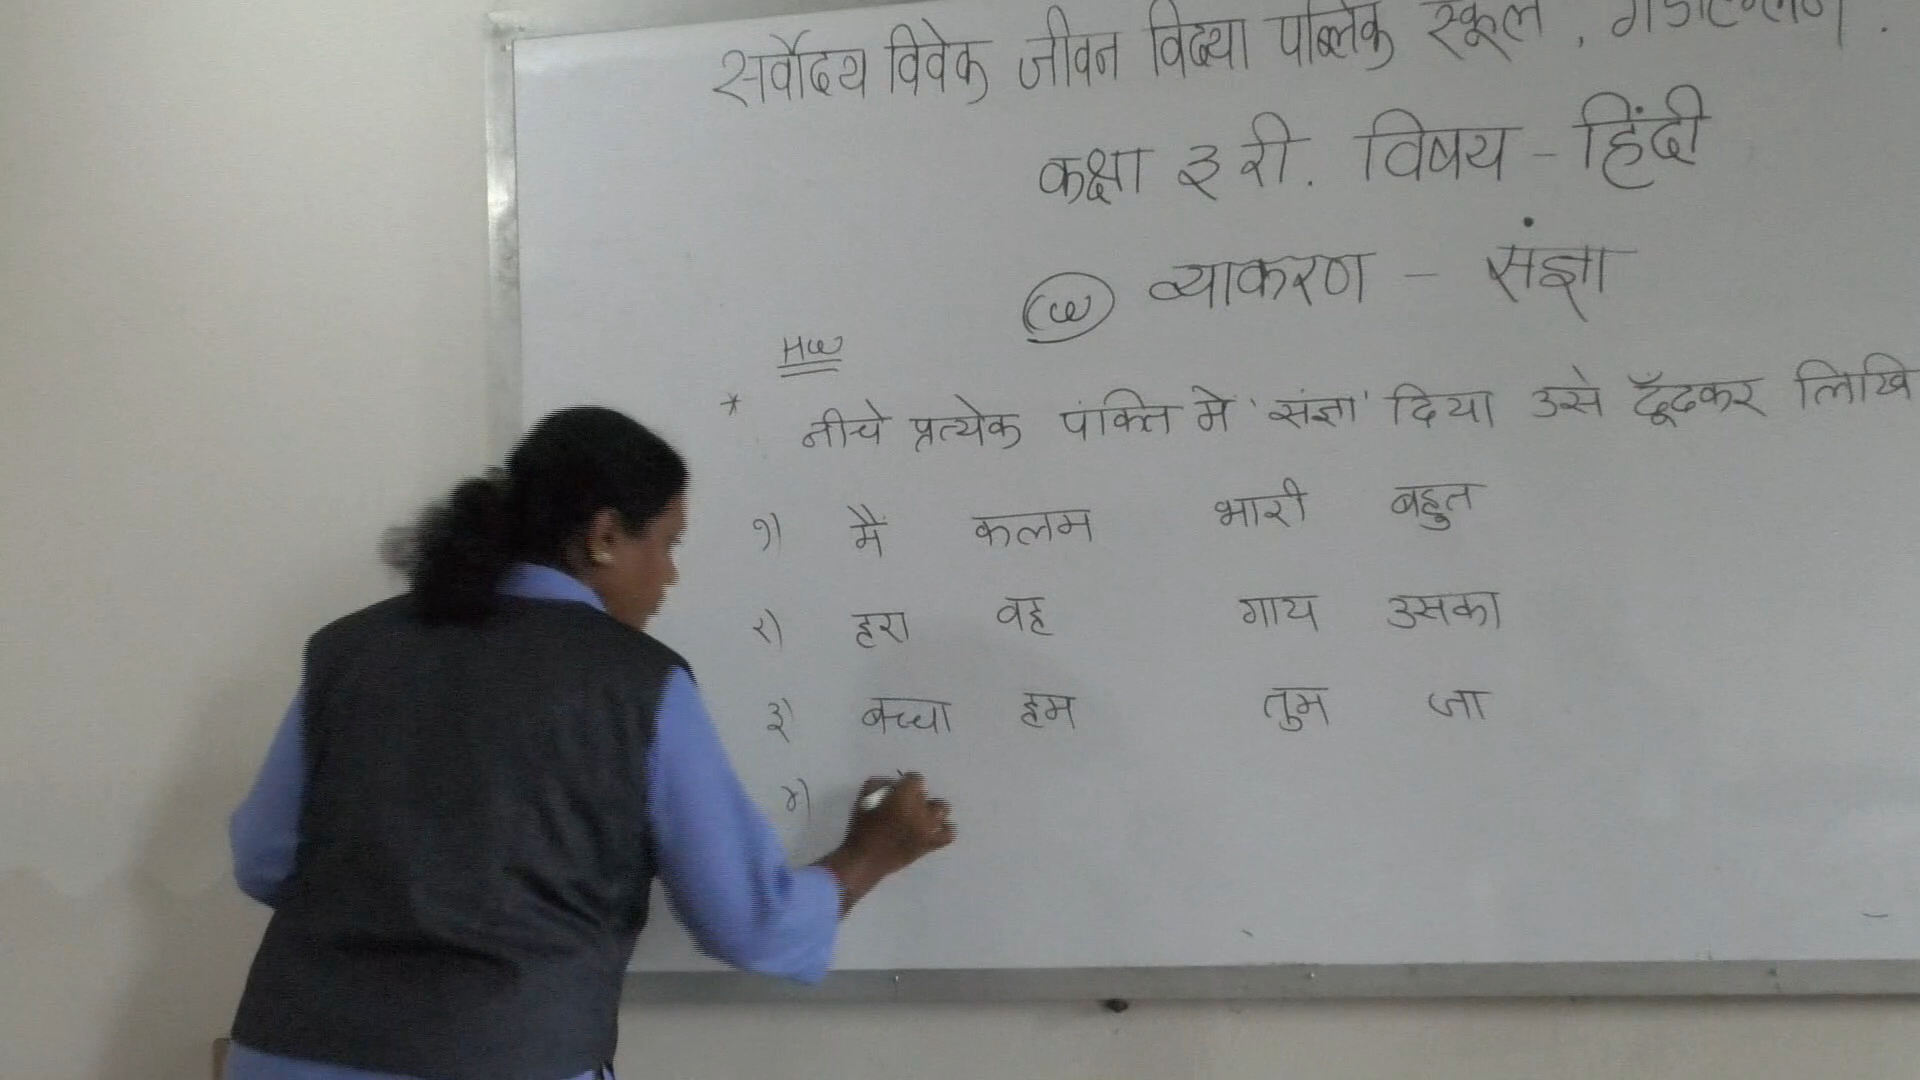 सर्वोदय विवेक जीवन विद्या पब्लिक स्कूल ,
कक्षा ३ री. विषय - हिंदी
व्याकरण - संज्ञा
HW
* नीचे प्रत्येक पंक्ति मे 'संज्ञा' दिया उसे ढूँढकर लिखि
१) मै कलम भारी बहुत
२) हरा वह गाय उसका
३) बच्चा हम तुम जा
४)